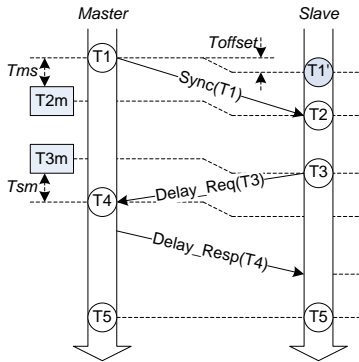 Master
Slave
Toffset
T1
T1'
Tms
Sync(T1)
T2m
T2
T3m
T3
Delay_Req(T3)
Tsm
T4
Delay_Resp(T4)
T5
T5